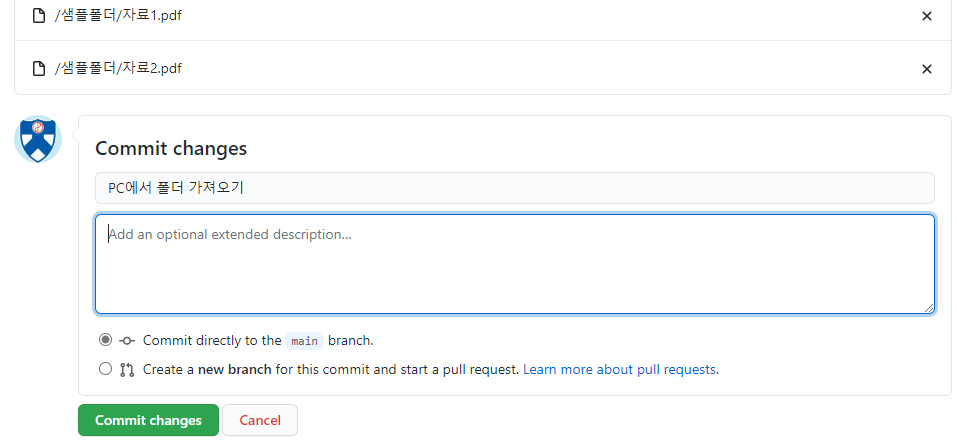 /샘플폴더/자료1.pdf
/샘플폴더/자료2.pdf
Commit changes
PC에서 폴더 가져오기
Add an optional extended description...
Commit directly to the main branch.
Create a new branch for this commit and start a pull request. Learn more about pull requests.
Commit changes Cancel